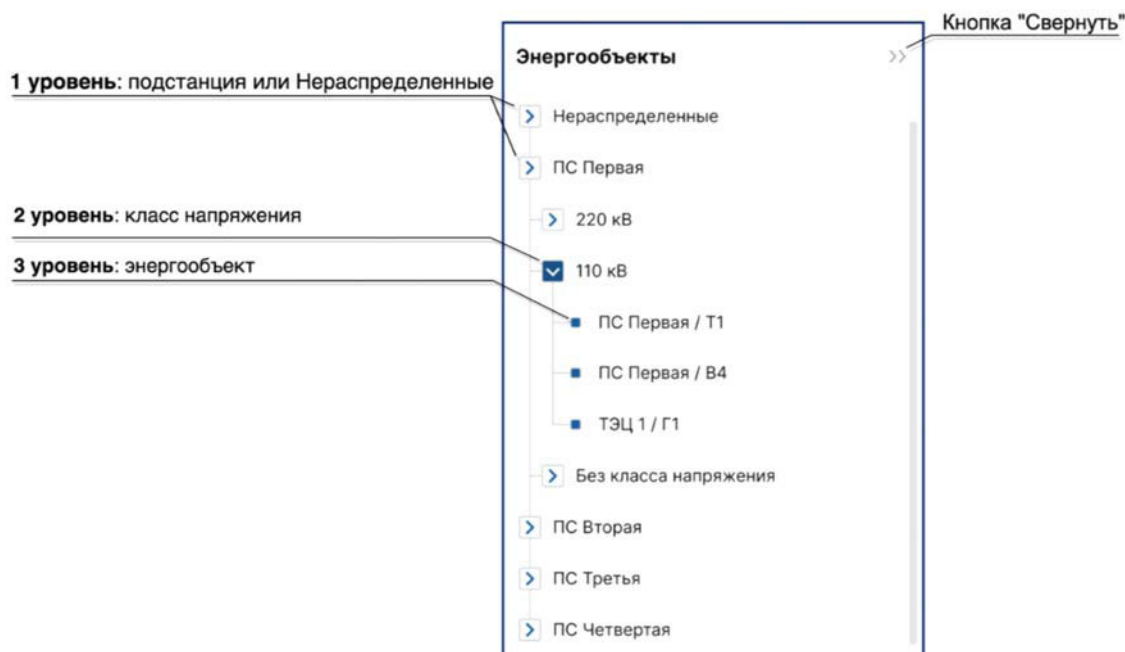 Кнопка "Свернуть"
Энергообъекты
1 уровень: подстанция или Нераспределенные
Нераспределенные
ПС Первая
2 уровень: класс напряжения
220 кВ
3 уровень: энергообъект
110 кВ
ПС Первая / Т1
ПС Первая / В4
ТЭЦ 1 / Г1
Без класса напряжения
ПС Вторая
ПС Третья
ПС Четвертая